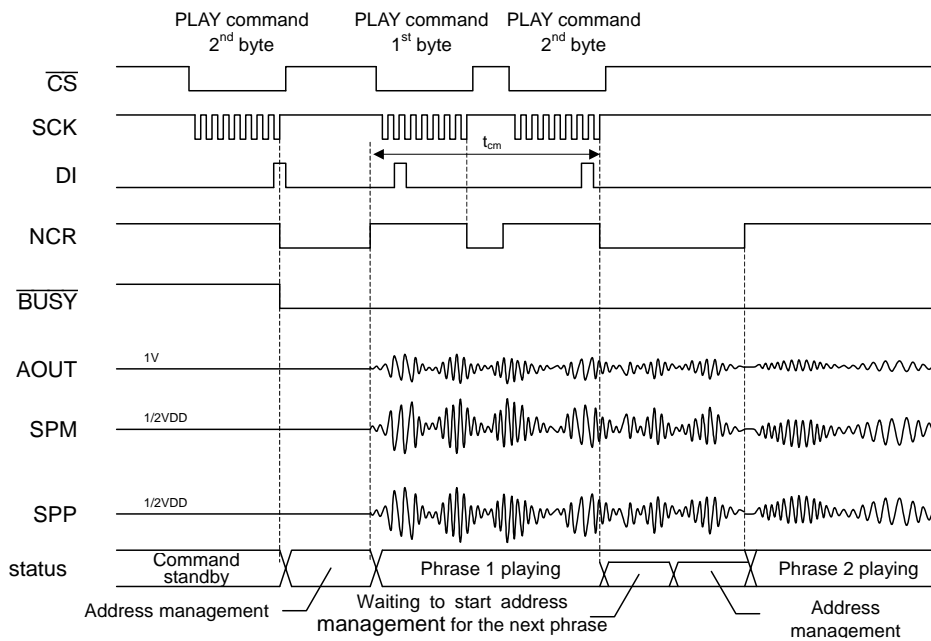 PLAY command PLAY command PLAY command
2nd byte 1st byte 2nd byte
CS
SCK
tcm
DI
NCR
BUSY
1V
AOUT
1/2VDD
SPM
1/2VDD
SPP
status Command standby Phrase 1 playing Phrase 2 playing
Address management
Waiting to start address
management for the next phrase
Address
management